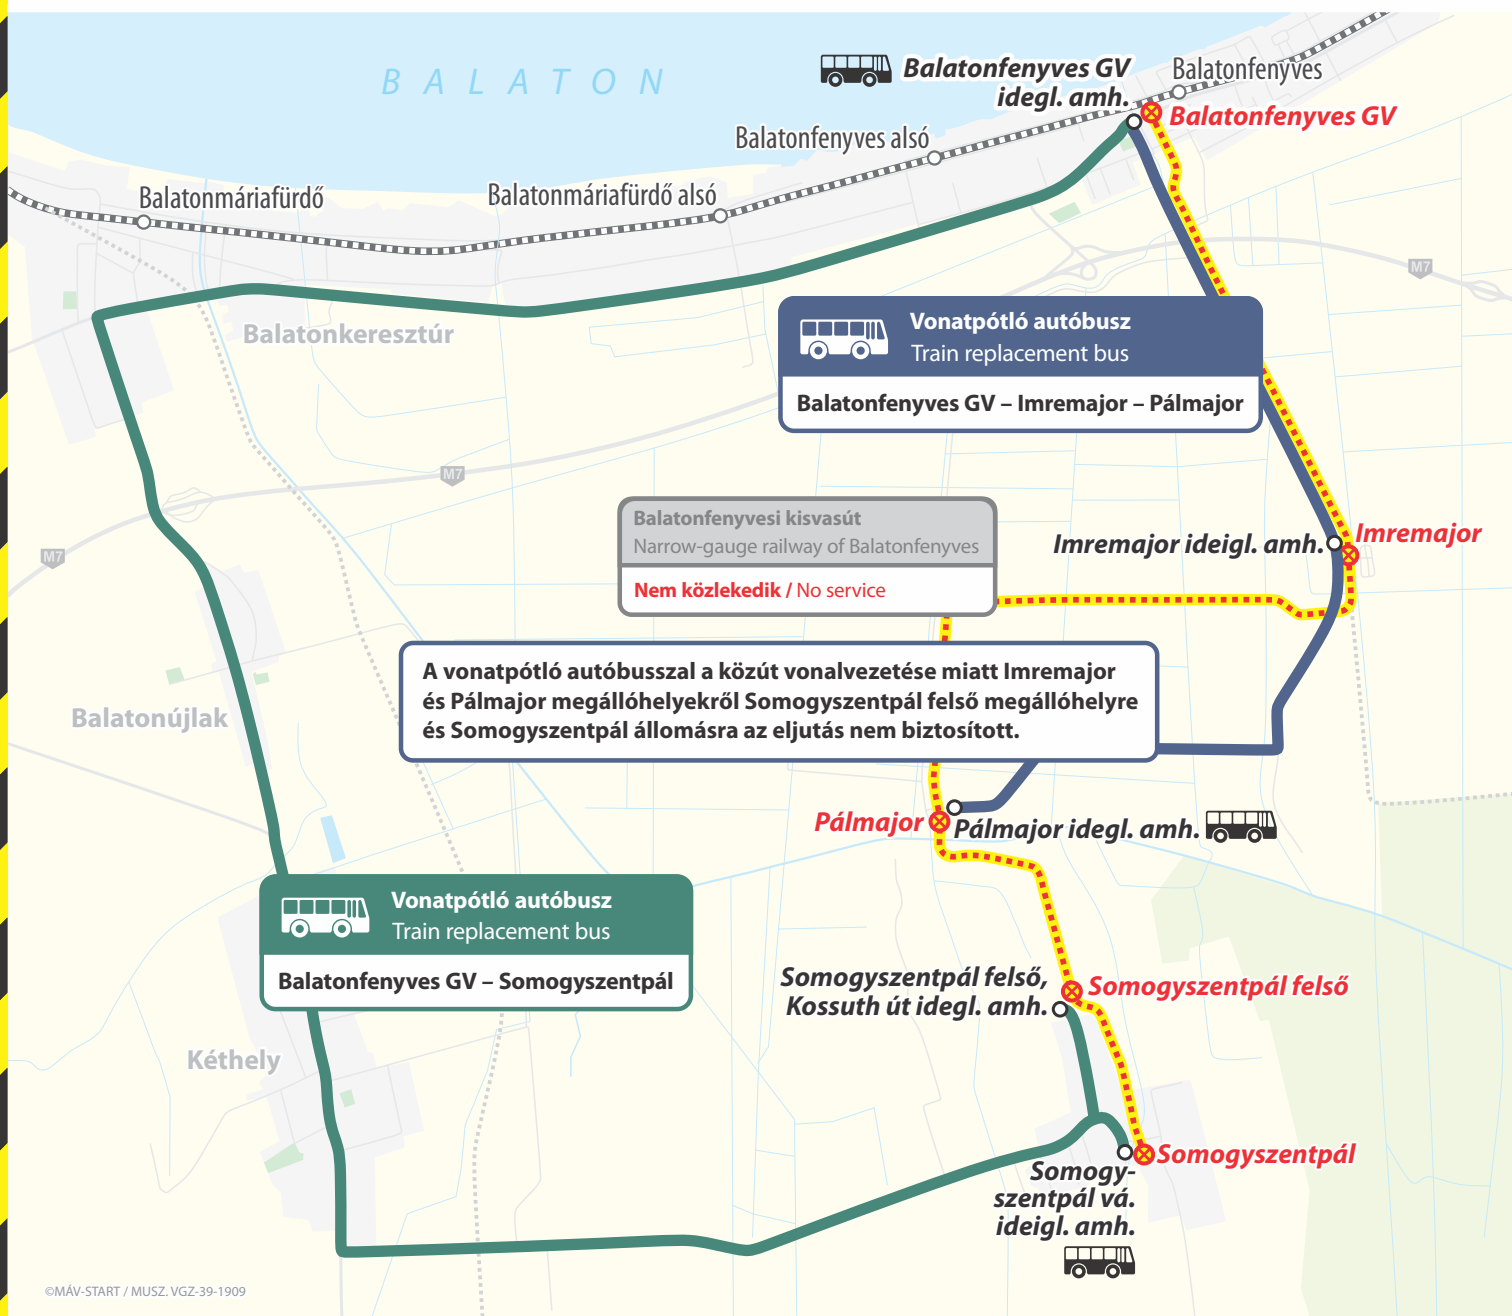 BALATON
Balatonfenyves GV
idegl. amh.
Balatonfenyves
Balatonfenyves GV
Balatonfenyves alsó
Balatonmáriafürdő
Balatonmáriafürdő alsó
M7
Balatonkeresztúr
Vonatpótló autóbusz
Train replacement bus
Balatonfenyves GV – Imremajor – Pálmajor
M7
M7
Balatonfenyvesi kisvasút
Narrow-gauge railway of Balatonfenyves
Nem közlekedik / No service
Imremajor ideigl. amh.
Imremajor
A vonatpótló autóbusszal a közút vonalvezetése miatt Imremajor
és Pálmajor megállóhelyekről Somogyszentpál felső megállóhelyre
és Somogyszentpál állomásra az eljutás nem biztosított.
Balatonújlak
Pálmajor
Pálmajor idegl. amh.
Vonatpótló autóbusz
Train replacement bus
Balatonfenyves GV – Somogyszentpál
Somogyszentpál felső,
Kossuth út idegl. amh.
Somogyszentpál felső
Kéthely
Somogyszentpál
Somogy-
szentpál vá.
ideigl. amh.
©MÁV-START / MUSZ. VGZ-39-1909